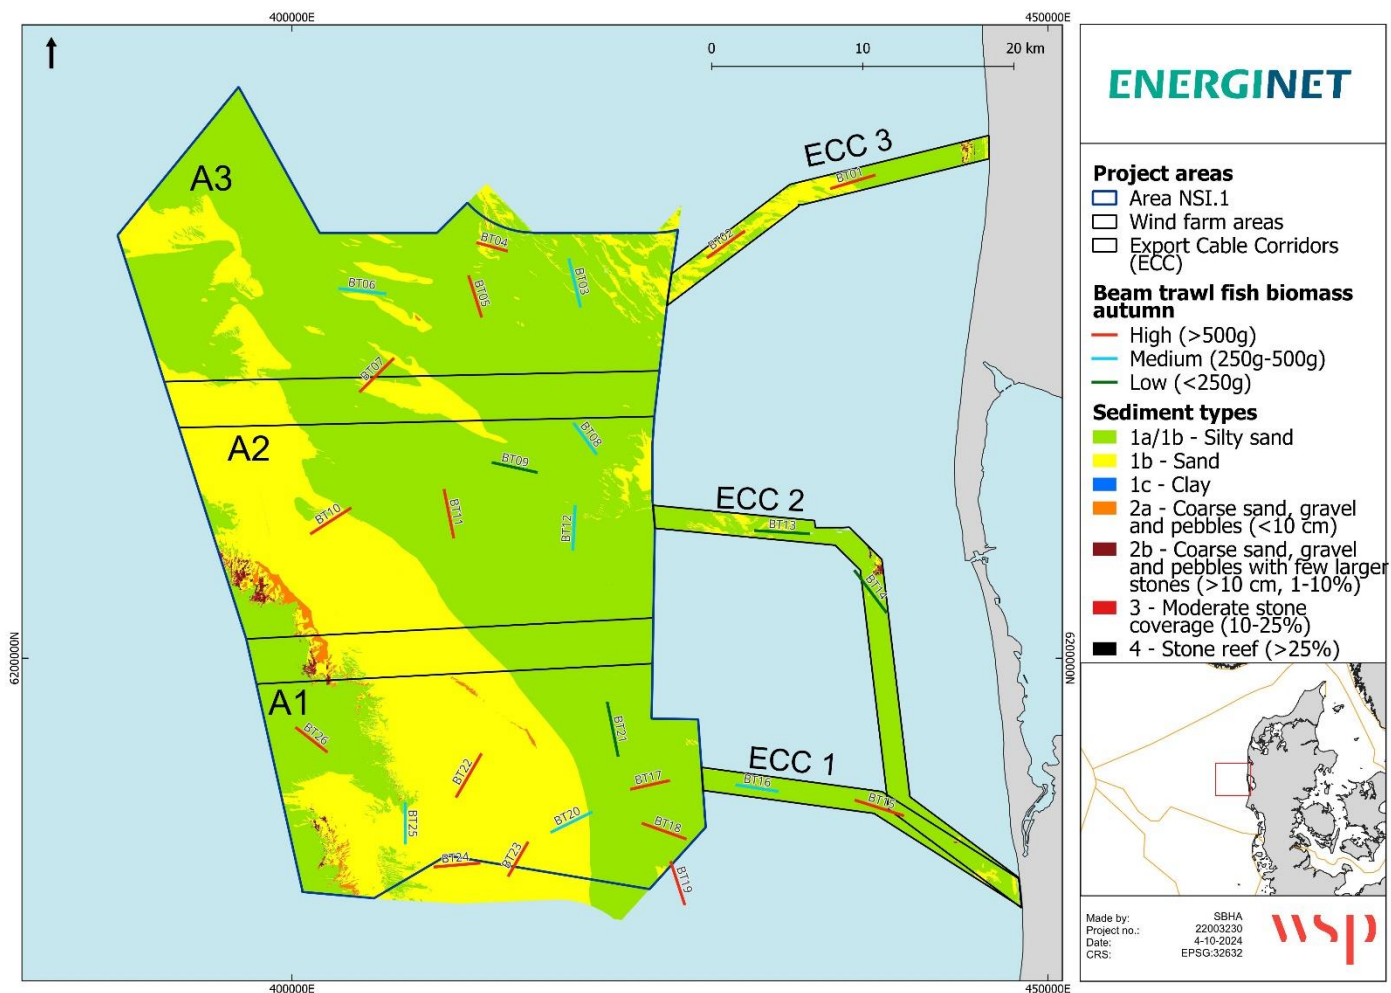 400000E
450000E
0
10
20 km
ECC 3
A3
BT01
BT02
BT04
BT03
BT06
BT05
BT07
A2
BT08
BT09
ECC 2
BT10
BT11
BT12
BT13
BT14
6200000N
6200000N
A1
BT26
BT21
ECC 1
BT22
BT17
BT16
BT25
BT20
BT15
BT18
BT24
BT23
BT19
400000E
450000E
ENERGINET
Project areas
Area NSI.1
Wind farm areas
Export Cable Corridors
(ECC)
Beam trawl fish biomass
autumn
High (>500g)
Medium (250g-500g)
Low (<250g)
Sediment types
1a/1b - Silty sand
1b - Sand
1c - Clay
2a - Coarse sand, gravel
and pebbles (<10 cm)
2b - Coarse sand, gravel
and pebbles with few larger
stones (>10 cm, 1-10%)
3 - Moderate stone
coverage (10-25%)
4 - Stone reef (>25%)
Made by: SBHA
Project no.: 22003230
Date: 4-10-2024
CRS: EPSG:32632
wsp